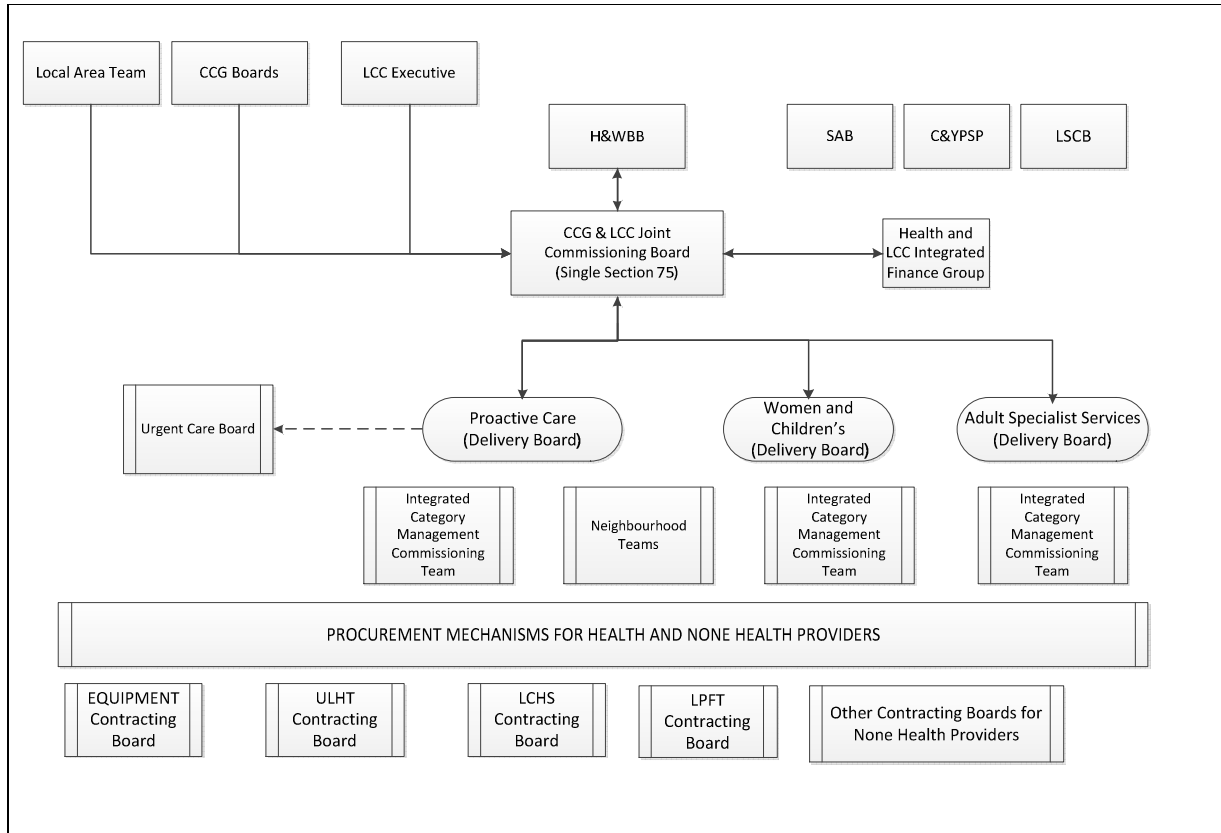 Local Area Team
CCG Boards
LCC Executive
H&WBB
SAB
C&YPSP
LSCB
CCG & LCC Joint
Commissioning Board
(Single Section 75)
Health and
LCC Integrated
Finance Group
Urgent Care Board
Proactive Care
(Delivery Board)
Women and
Children's
(Delivery Board)
Adult Specialist Services
(Delivery Board)
Integrated
Category
Management
Commissioning
Team
Neighbourhood
Teams
Integrated
Category
Management
Commissioning
Team
Integrated
Category
Management
Commissioning
Team
PROCUREMENT MECHANISMS FOR HEALTH AND NONE HEALTH PROVIDERS
EQUIPMENT
Contracting
Board
ULHT
Contracting
Board
LCHS
Contracting
Board
LPFT
Contracting
Board
Other Contracting Boards for
None Health Providers